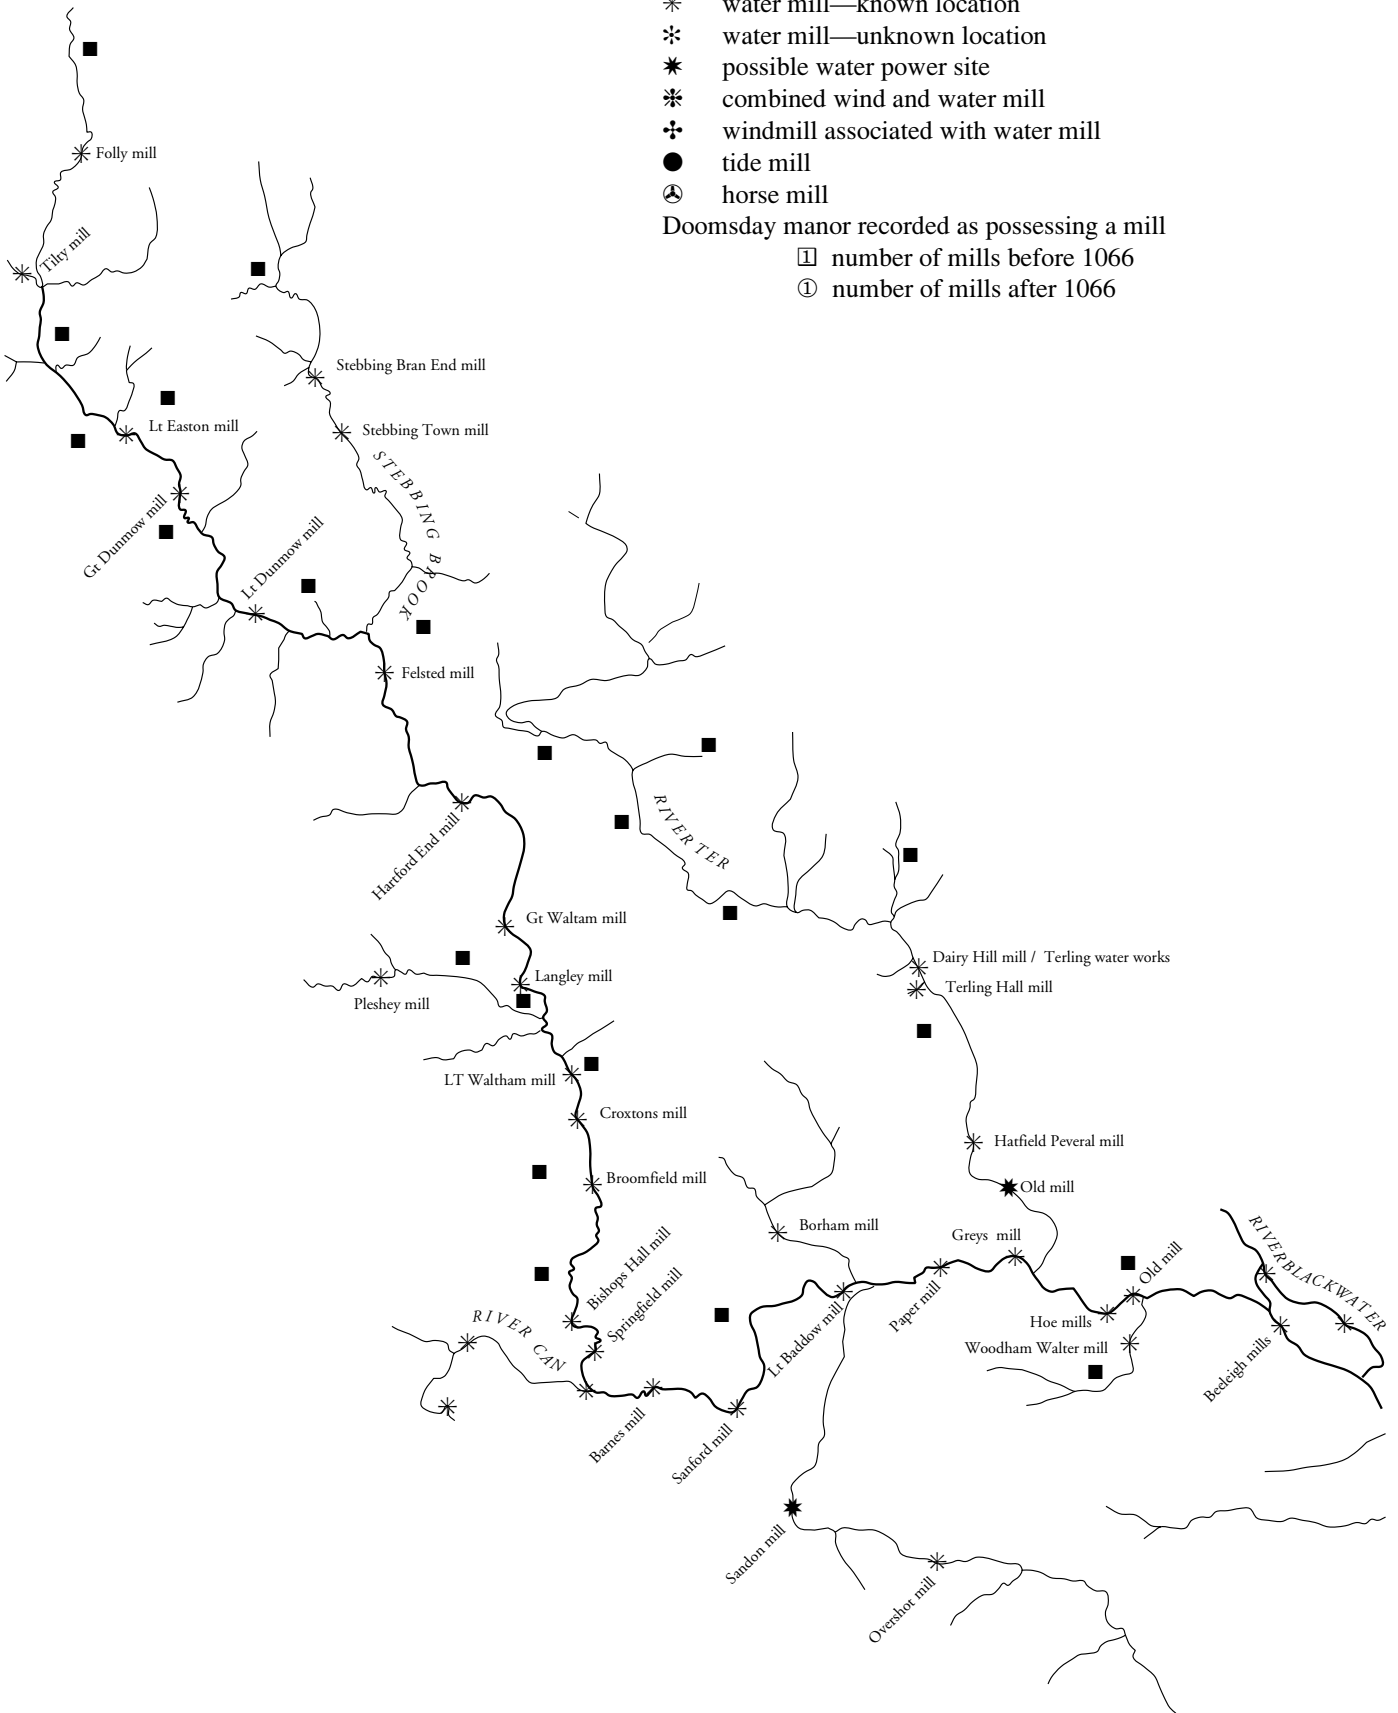 water mill—known location
water mill—unknown location
possible water power site
combined wind and water mill
windmill associated with water mill
tide mill
horse mill
Doomsday manor recorded as possessing a mill
1 number of mills before 1066
① number of mills after 1066
Folly mill
Tilty mill
Stebbing Bran End mill
Lt Easton mill
Stebbing Town mill
STEBBING BROOK
Gt Dunmow mill
Lt Dunmow mill
Felsted mill
RIVER TER
Hartford End mill
Gt Waltam mill
Langley mill
Pleshey mill
Dairy Hill mill / Terling water works
Terling Hall mill
LT Waltham mill
Croxtons mill
Hatfield Peveral mill
Broomfield mill
Old mill
Borham mill
Greys mill
Bishops Hall mill
Springfield mill
RIVER CAN
Paper mill
Lt Baddow mill
Old mill
RIVERBLACKWATER
Hoe mills
Woodham Walter mill
Beeleigh mills
Barnes mill
Sanford mill
Sandon mill
Overshot mill